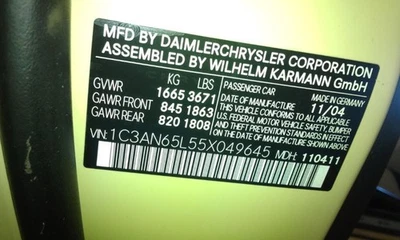 MFD BY DAIMLERCHRYSLER CORPORATION
ASSEMBLED BY WILHELM KARMANN GmbH
KG LBS
PASSENGER CAR MADE IN GERMANY
11/04
GVWR 1665 3671
GAWR FRONT 845 1863
GAWR REAR 820 1808
THIS VEHICLE CONFORMS TO ALL APPLICABLE
U.S. FEDERAL MOTOR VEHICLE SAFETY, BUMPER
AND THEFT PREVENTION STANDARDS IN EFFECT
ON THE DATE OF MANUFACTURE SHOWN ABOVE.
VIN: 1C3AN65L55X049645 MDH: 110411